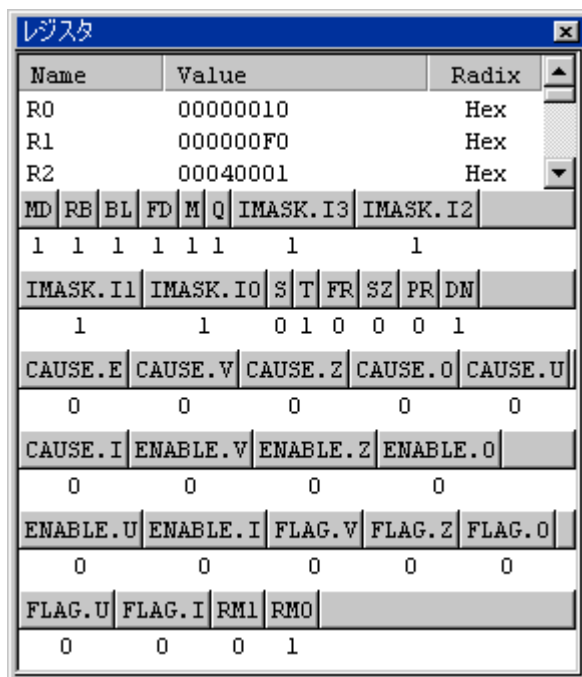 レジスタ
Name Value Radix
R0 00000010 Hex
R1 000000F0 Hex
R2 00040001 Hex
MD RB BL FD M Q IMASK.I3 IMASK.I2
1 1 1 1 1 1 1 1
IMASK.I1 IMASK.I0 S T FR SZ PR DN
1 1 0 1 0 0 0 1
CAUSE.E CAUSE.V CAUSE.Z CAUSE.O CAUSE.U
0 0 0 0 0
CAUSE.I ENABLE.V ENABLE.Z ENABLE.O
0 0 0 0
ENABLE.U ENABLE.I FLAG.V FLAG.Z FLAG.O
0 0 0 0 0
FLAG.U FLAG.I RM1 RM0
0 0 0 1